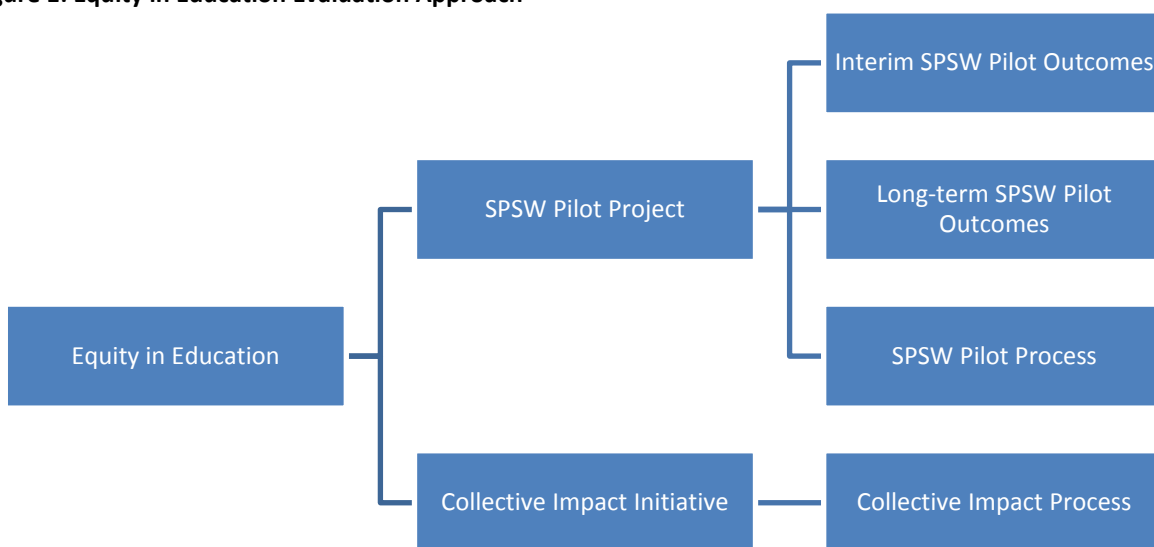 Equity in Education Evaluation Approach
Interim SPSW Pilot Outcomes
SPSW Pilot Project
Long-term SPSW Pilot
Outcomes
Equity in Education
SPSW Pilot Process
Collective Impact Initiative
Collective Impact Process